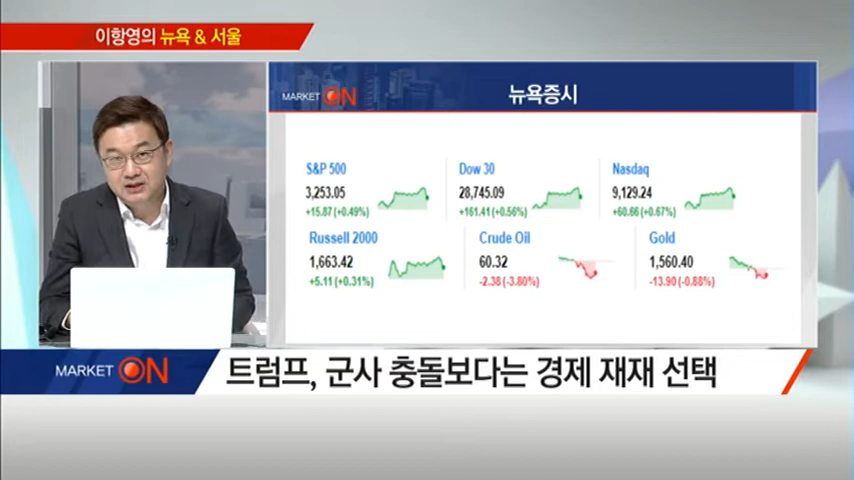 이항영의 뉴욕 & 서울
MARKET ON
뉴욕증시
S&P 500
3,253.05
+15.87 (+0.49%)
Dow 30
28,745.09
+161.41 (+0.56%)
Nasdaq
9,129.24
+60.66 (+0.67%)
Russell 2000
1,663.42
+5.11 (+0.31%)
Crude Oil
60.32
-2.38 (-3.80%)
Gold
1,560.40
-13.90 (-0.88%)
MARKET ON
트럼프, 군사 충돌보다는 경제 재재 선택